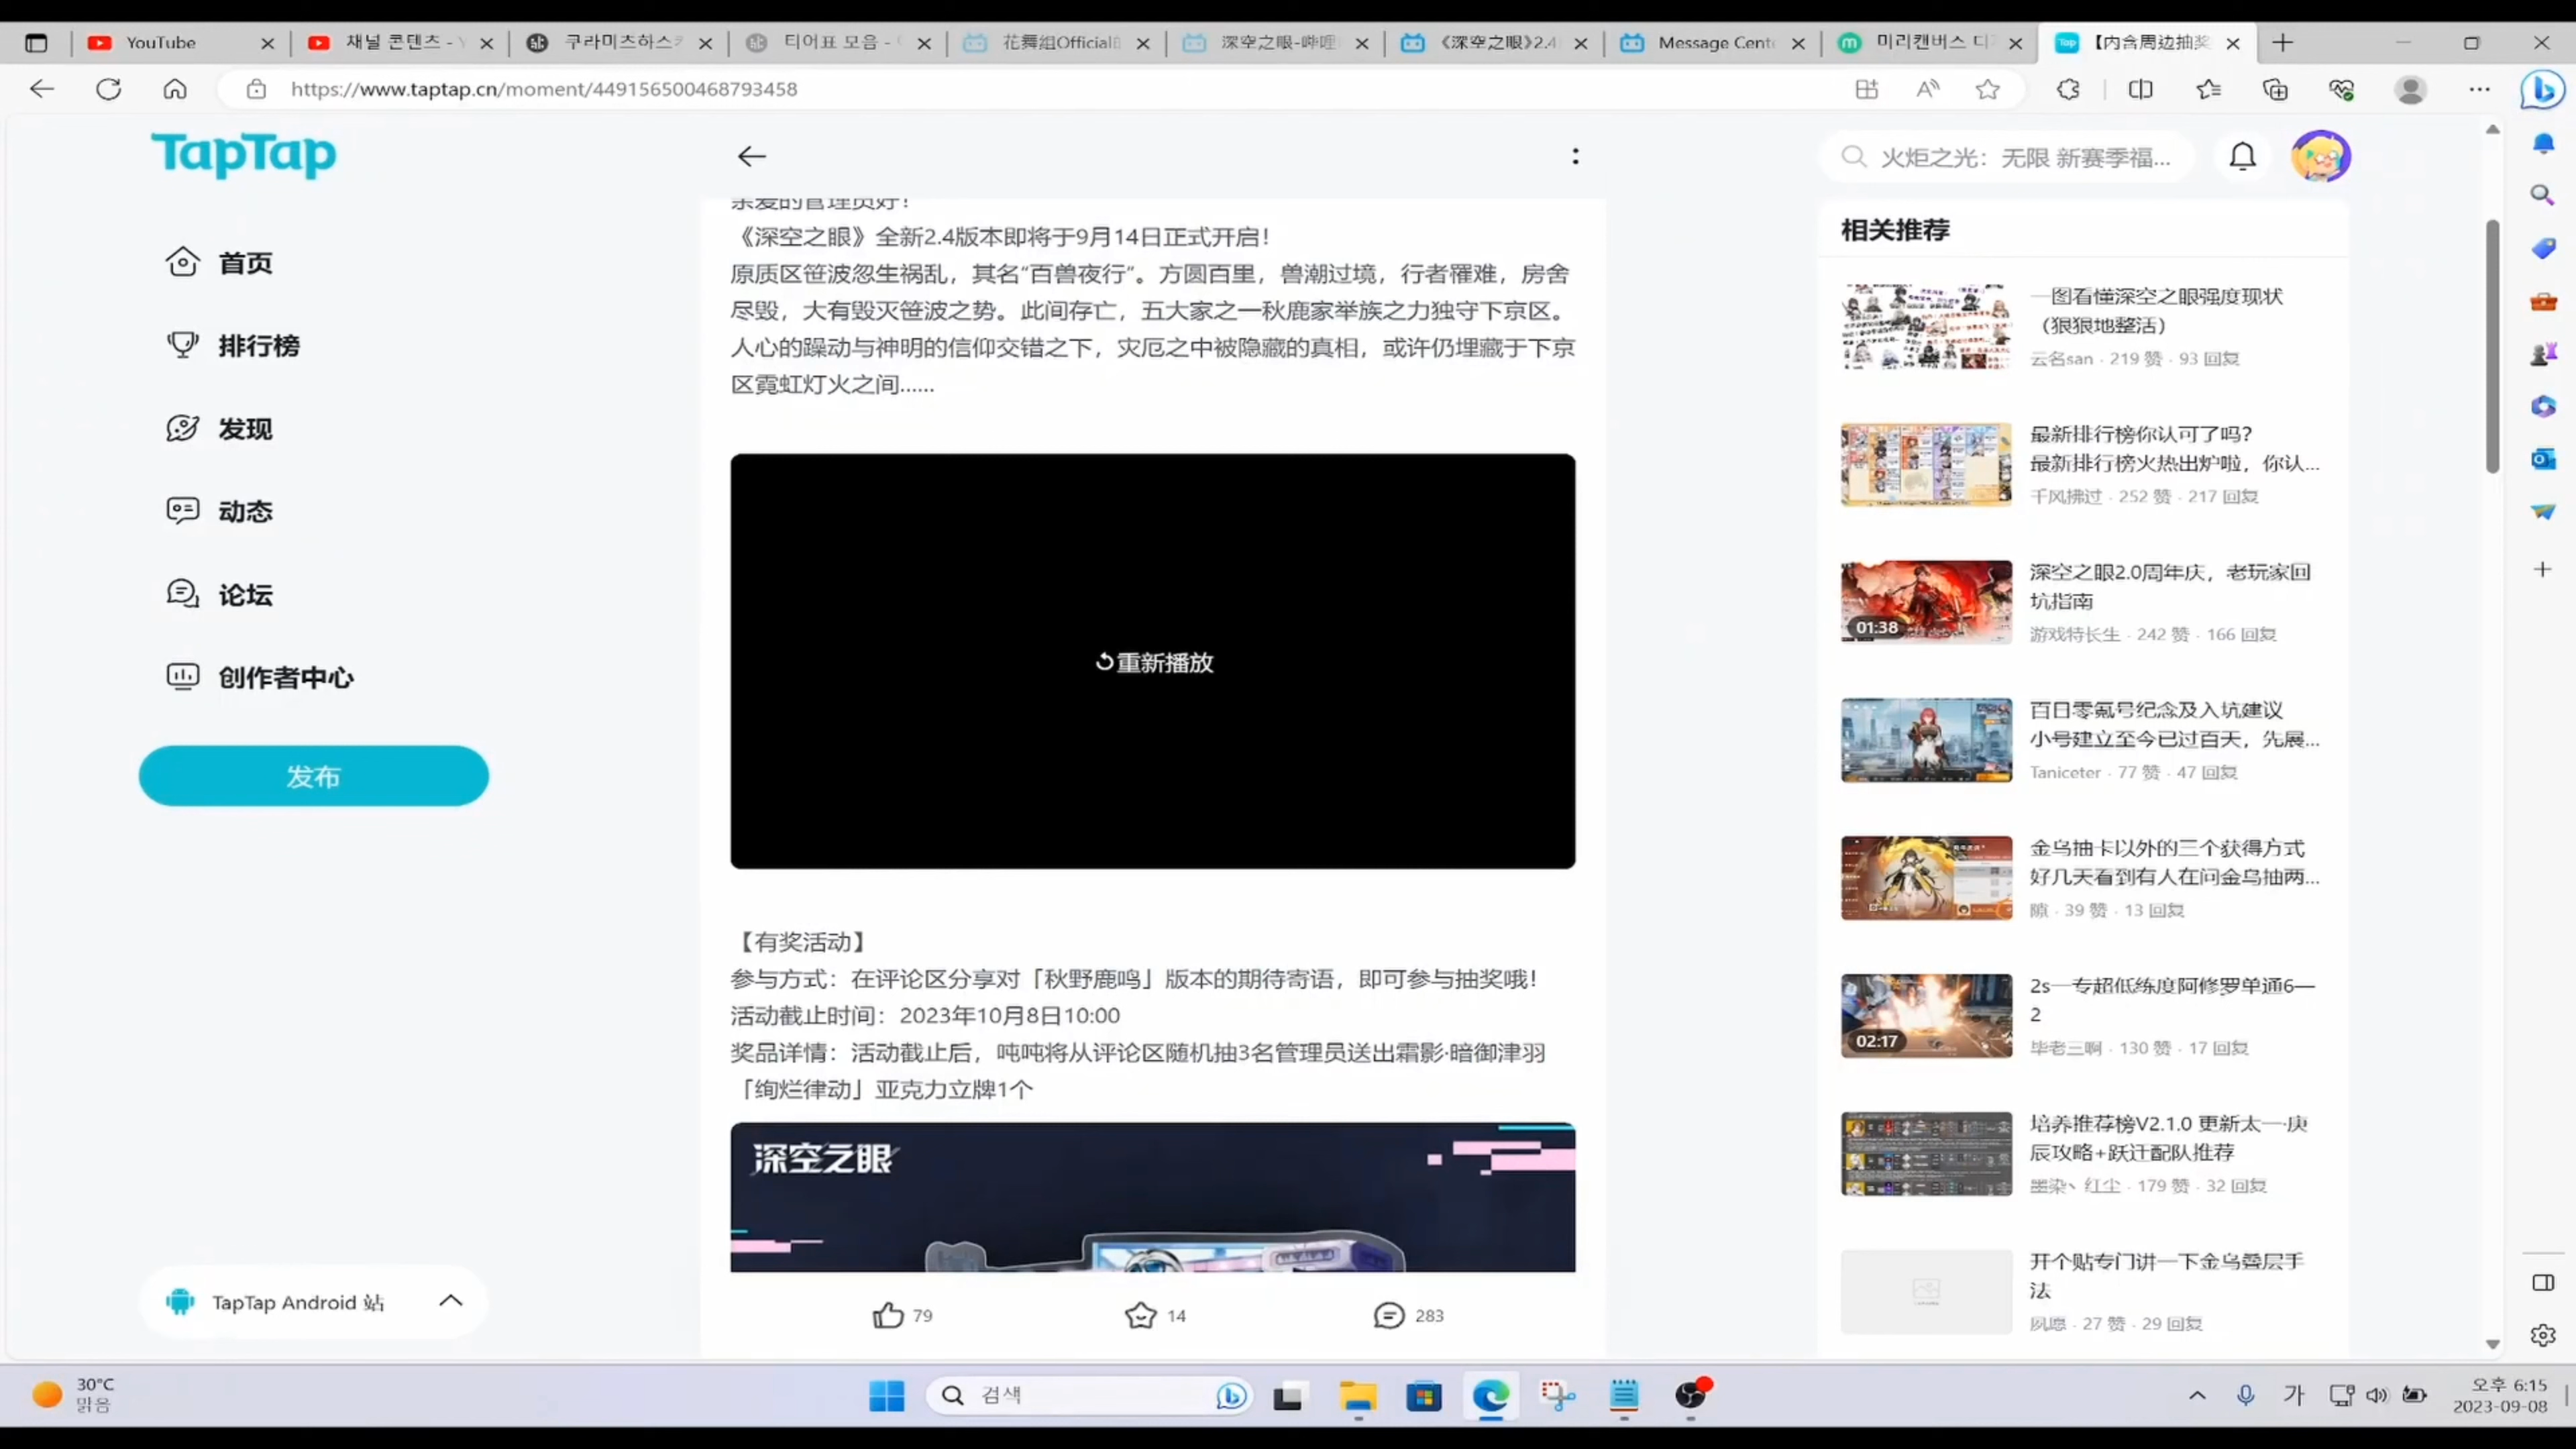 YouTube
채널 콘텐츠 - Y
쿠라미츠하스
티어표 모음 -
花舞组Official
深空之眼-哔哩
《深空之眼》2.4
Message Cent
미리캔버스 디
【内含周边抽奖
https://www.taptap.cn/moment/449156500468793458
TapTap
火炬之光：无限 新赛季福...
首页
排行榜
发现
动态
论坛
创作者中心
发布
TapTap Android 站
亲爱的管理员好！
《深空之眼》全新2.4版本即将于9月14日正式开启！
原质区笹波忽生祸乱，其名“百兽夜行”。方圆百里，兽潮过境，行者罹难，房舍
尽毁，大有毁灭笹波之势。此间存亡，五大家之一秋鹿家举族之力独守下京区。
人心的躁动与神明的信仰交错之下，灾厄之中被隐藏的真相，或许仍埋藏于下京
区霓虹灯火之间......
重新播放
【有奖活动】
参与方式：在评论区分享对「秋野鹿鸣」版本的期待寄语，即可参与抽奖哦！
活动截止时间：2023年10月8日10:00
奖品详情：活动截止后，吨吨将从评论区随机抽3名管理员送出霜影·暗御津羽
「绚烂律动」亚克力立牌1个
深空之眼
79
14
283
相关推荐
一图看懂深空之眼强度现状
（狠狠地整活）
云名san · 219 赞 · 93 回复
最新排行榜你认可了吗？
最新排行榜火热出炉啦，你认...
千风拂过 · 252 赞 · 217 回复
01:38
深空之眼2.0周年庆，老玩家回
坑指南
游戏特长生 · 242 赞 · 166 回复
百日零氪号纪念及入坑建议
小号建立至今已过百天，先展...
Taniceter · 77 赞 · 47 回复
金乌抽卡以外的三个获得方式
好几天看到有人在问金乌抽两...
隙 · 39 赞 · 13 回复
02:17
2s一专超低练度阿修罗单通6—
2
毕老三啊 · 130 赞 · 17 回复
培养推荐榜V2.1.0 更新太一·庚
辰攻略+跃迁配队推荐
墨染丶红尘 · 179 赞 · 32 回复
开个贴专门讲一下金乌叠层手
法
夙愿 · 27 赞 · 29 回复
30°C
맑음
검색
가
오후 6:15
2023-09-08